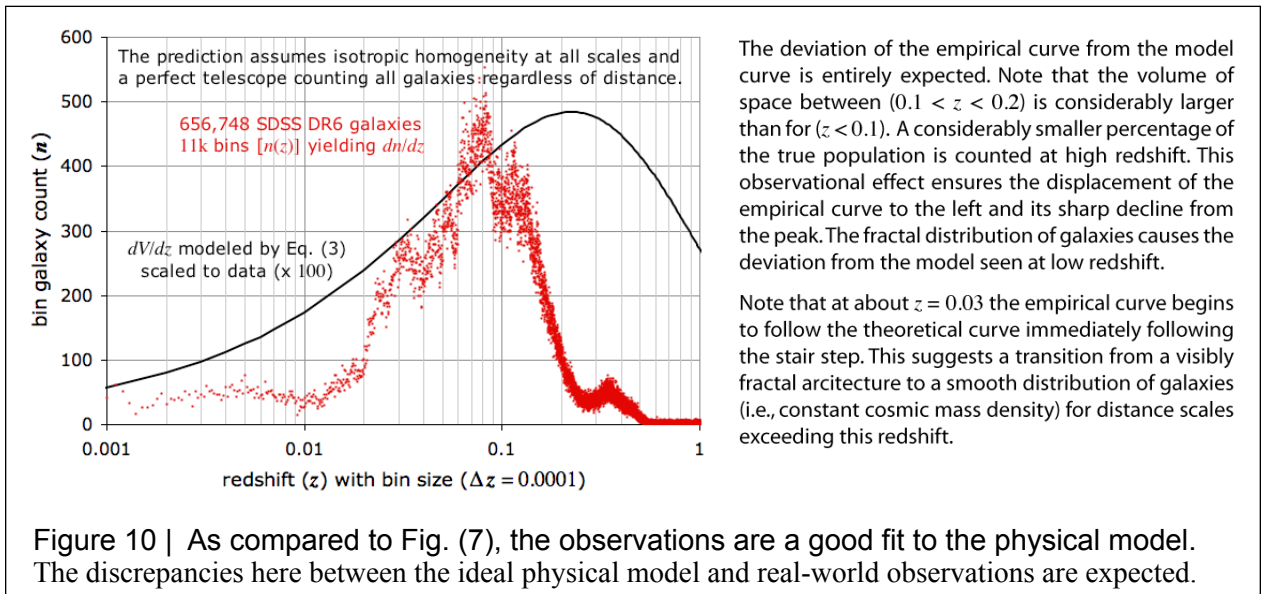 600
The prediction assumes isotropic homogeneity at all scales and
a perfect telescope counting all galaxies regardless of distance.
500
656,748 SDSS DR6 galaxies
11k bins [n(z)] yielding dn/dz
400
300
dV/dz modeled by Eq. (3)
scaled to data (x 100)
200
100
0
bin galaxy count (n)
0.001
0.01
0.1
1
redshift (z) with bin size (Δz = 0.0001)
The deviation of the empirical curve from the model
curve is entirely expected. Note that the volume of
space between (0.1 < z < 0.2) is considerably larger
than for (z < 0.1). A considerably smaller percentage of
the true population is counted at high redshift. This
observational effect ensures the displacement of the
empirical curve to the left and its sharp decline from
the peak. The fractal distribution of galaxies causes the
deviation from the model seen at low redshift.
Note that at about z = 0.03 the empirical curve begins
to follow the theoretical curve immediately following
the stair step. This suggests a transition from a visibly
fractal arcitecture to a smooth distribution of galaxies
(i.e., constant cosmic mass density) for distance scales
exceeding this redshift.
Figure 10 | As compared to Fig. (7), the observations are a good fit to the physical model.
The discrepancies here between the ideal physical model and real-world observations are expected.